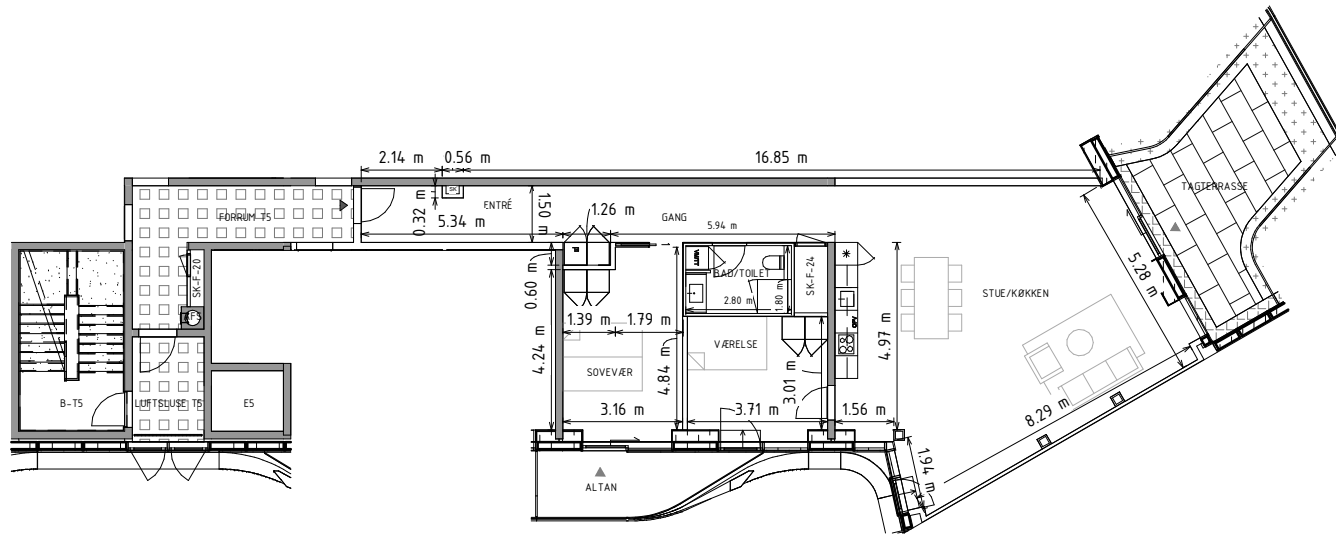 2.14 m
0.56 m
16.85 m
SK
0.32 m
ENTRÉ
1.50 m
1.26 m
FORRUM T5
5.34 m
GANG
5.94 m
TAGTERRASSE
0.60 m
SK-F-20
AFS
BAD/TOILET
SK-F-24
2.80 m
1.80 m
STUE/KØKKEN
5.28 m
1.39 m
1.79 m
VÆRELSE
4.24 m
SOVEVÆR
4.84 m
3.01 m
4.97 m
B-T5
LUFTSLUSE T5
E5
3.16 m
3.71 m
1.56 m
8.29 m
1.94 m
ALTAN